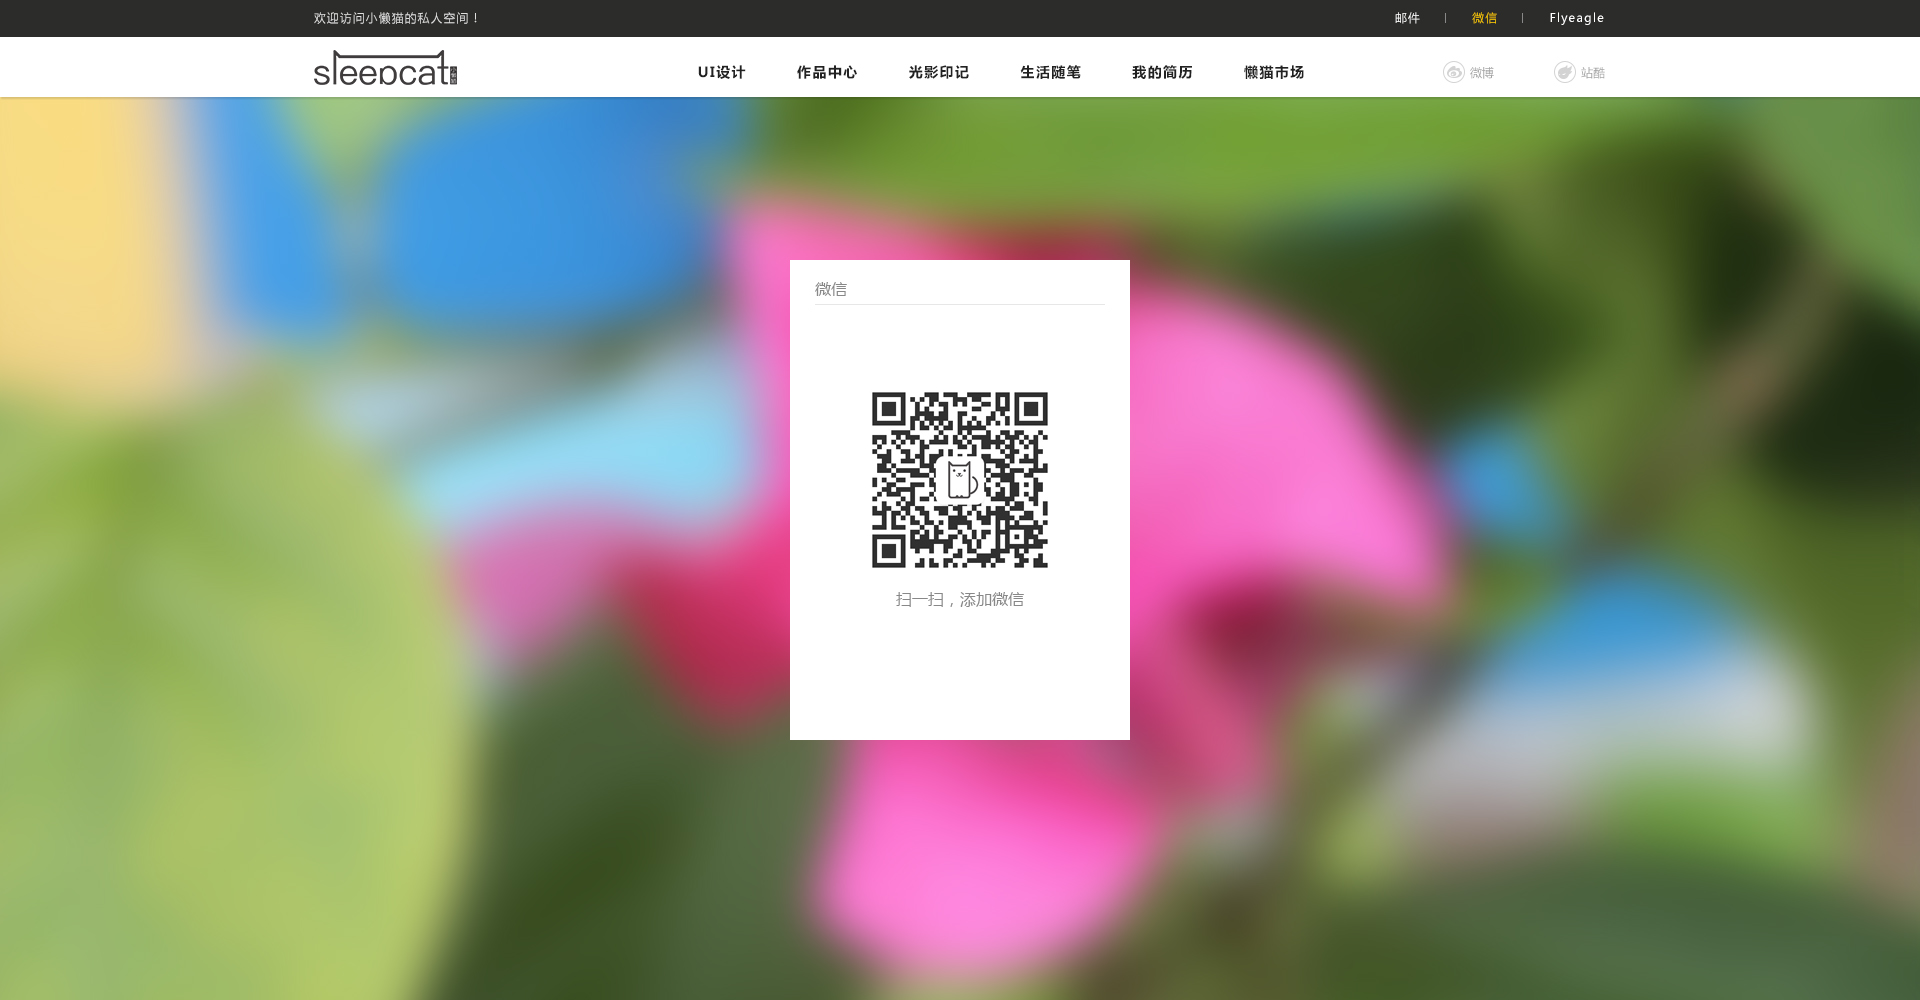 欢迎访问小懒猫的私人空间！
邮件 | 微信 | Flyeagle
sleepcat
UI设计 作品中心 光影印记 生活随笔 我的简历 懒猫市场 微博 站酷
微信
扫一扫，添加微信